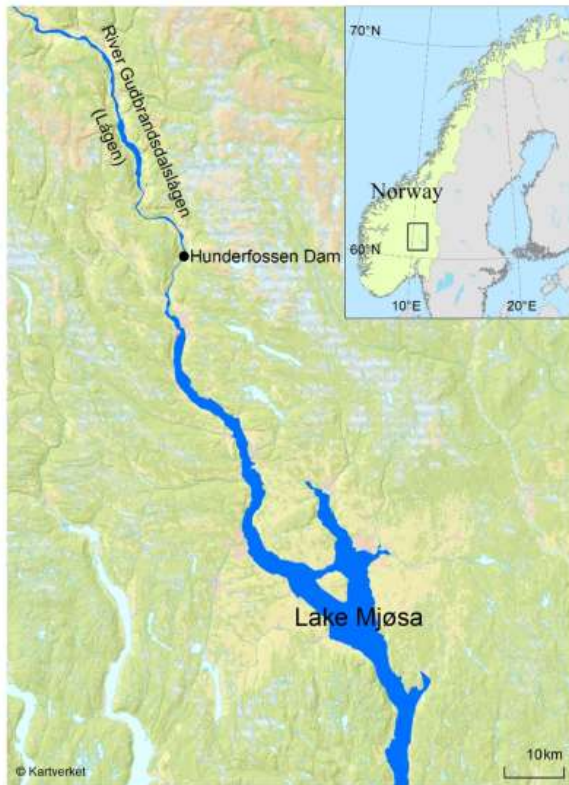 River Gudbrandsdalslågen
(Lågen)
Hunderfossen Dam
Lake Mjøsa
10km
© Kartverket
70°N
Norway
60°N
10°E
20°E